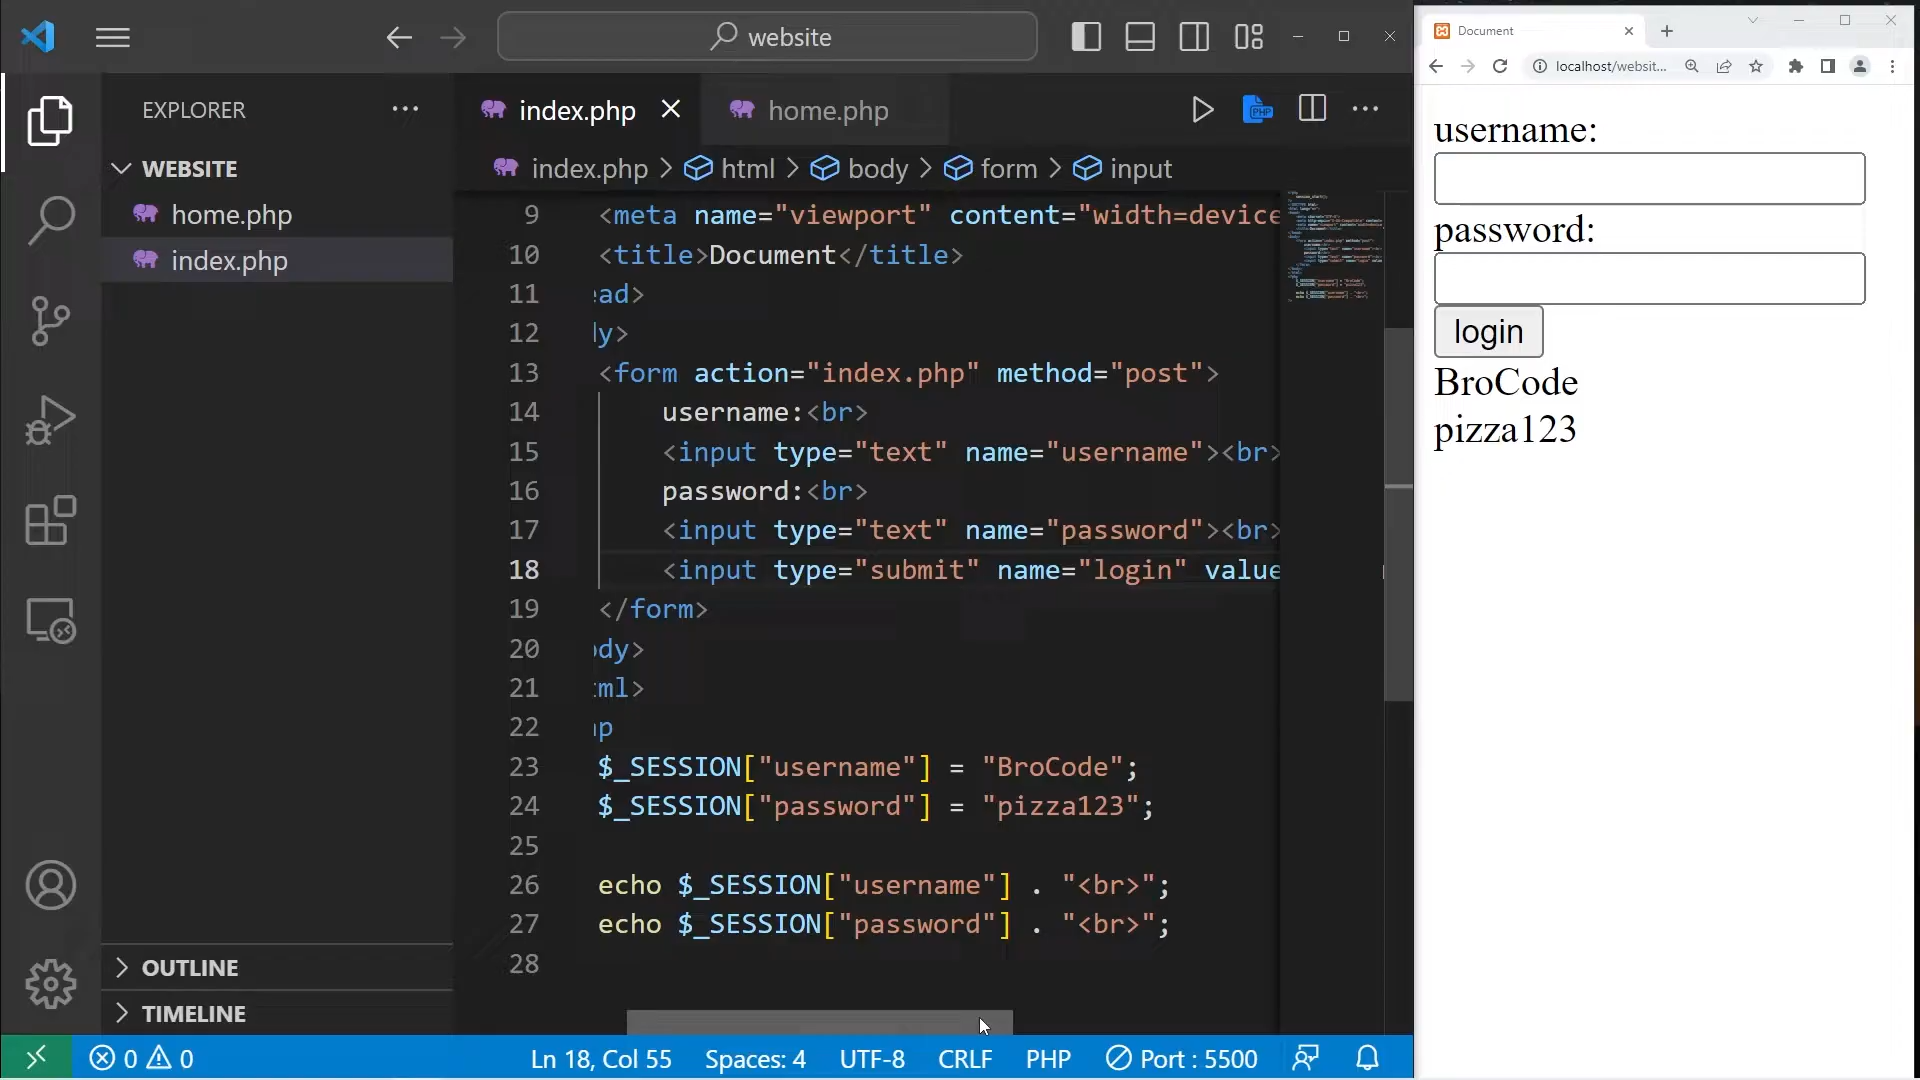 website
EXPLORER
WEBSITE
home.php
index.php
OUTLINE
TIMELINE
index.php
home.php
index.php > html > body > form > input
9 <meta name="viewport" content="width=device
10 <title>Document</title>
11 ead>
12 dy>
13 <form action="index.php" method="post">
14 username:<br>
15 <input type="text" name="username"><br>
16 password:<br>
17 <input type="text" name="password"><br>
18 <input type="submit" name="login" value
19 </form>
20 ody>
21 tml>
22 hp
23 $_SESSION["username"] = "BroCode";
24 $_SESSION["password"] = "pizza123";
25
26 echo $_SESSION["username"] . "<br>";
27 echo $_SESSION["password"] . "<br>";
28
0 0 Ln 18, Col 55 Spaces: 4 UTF-8 CRLF PHP Port : 5500
Document
localhost/websit...
username:
password:
login
BroCode
pizza123